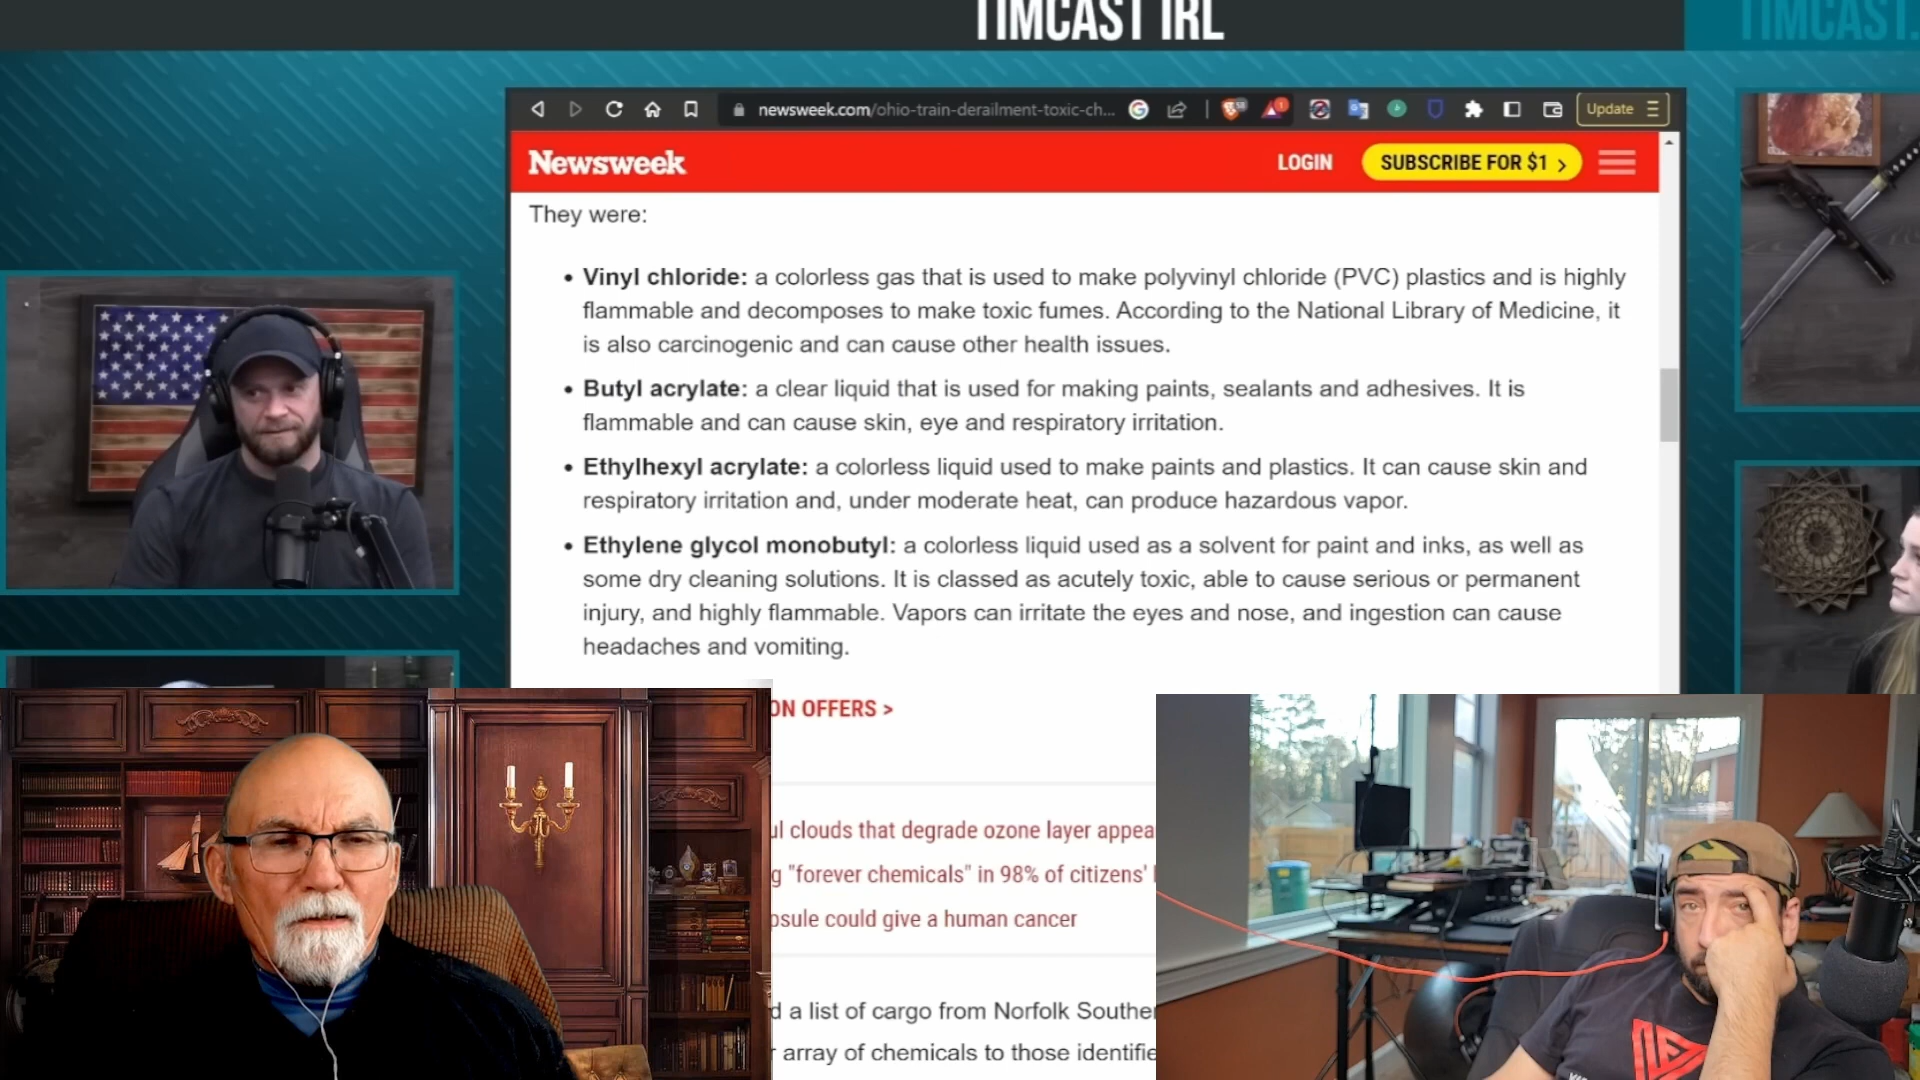 TIMCAST IRL
TIMCAST
newsweek.com/ohio-train-derailment-toxic-ch...
Update
Newsweek
LOGIN
SUBSCRIBE FOR $1 >
They were:
• Vinyl chloride: a colorless gas that is used to make polyvinyl chloride (PVC) plastics and is highly
flammable and decomposes to make toxic fumes. According to the National Library of Medicine, it
is also carcinogenic and can cause other health issues.
• Butyl acrylate: a clear liquid that is used for making paints, sealants and adhesives. It is
flammable and can cause skin, eye and respiratory irritation.
• Ethylhexyl acrylate: a colorless liquid used to make paints and plastics. It can cause skin and
respiratory irritation and, under moderate heat, can produce hazardous vapor.
• Ethylene glycol monobutyl: a colorless liquid used as a solvent for paint and inks, as well as
some dry cleaning solutions. It is classed as acutely toxic, able to cause serious or permanent
injury, and highly flammable. Vapors can irritate the eyes and nose, and ingestion can cause
headaches and vomiting.
ON OFFERS >
ul clouds that degrade ozone layer appea
g "forever chemicals" in 98% of citizens'
psule could give a human cancer
d a list of cargo from Norfolk Souther
r array of chemicals to those identifie